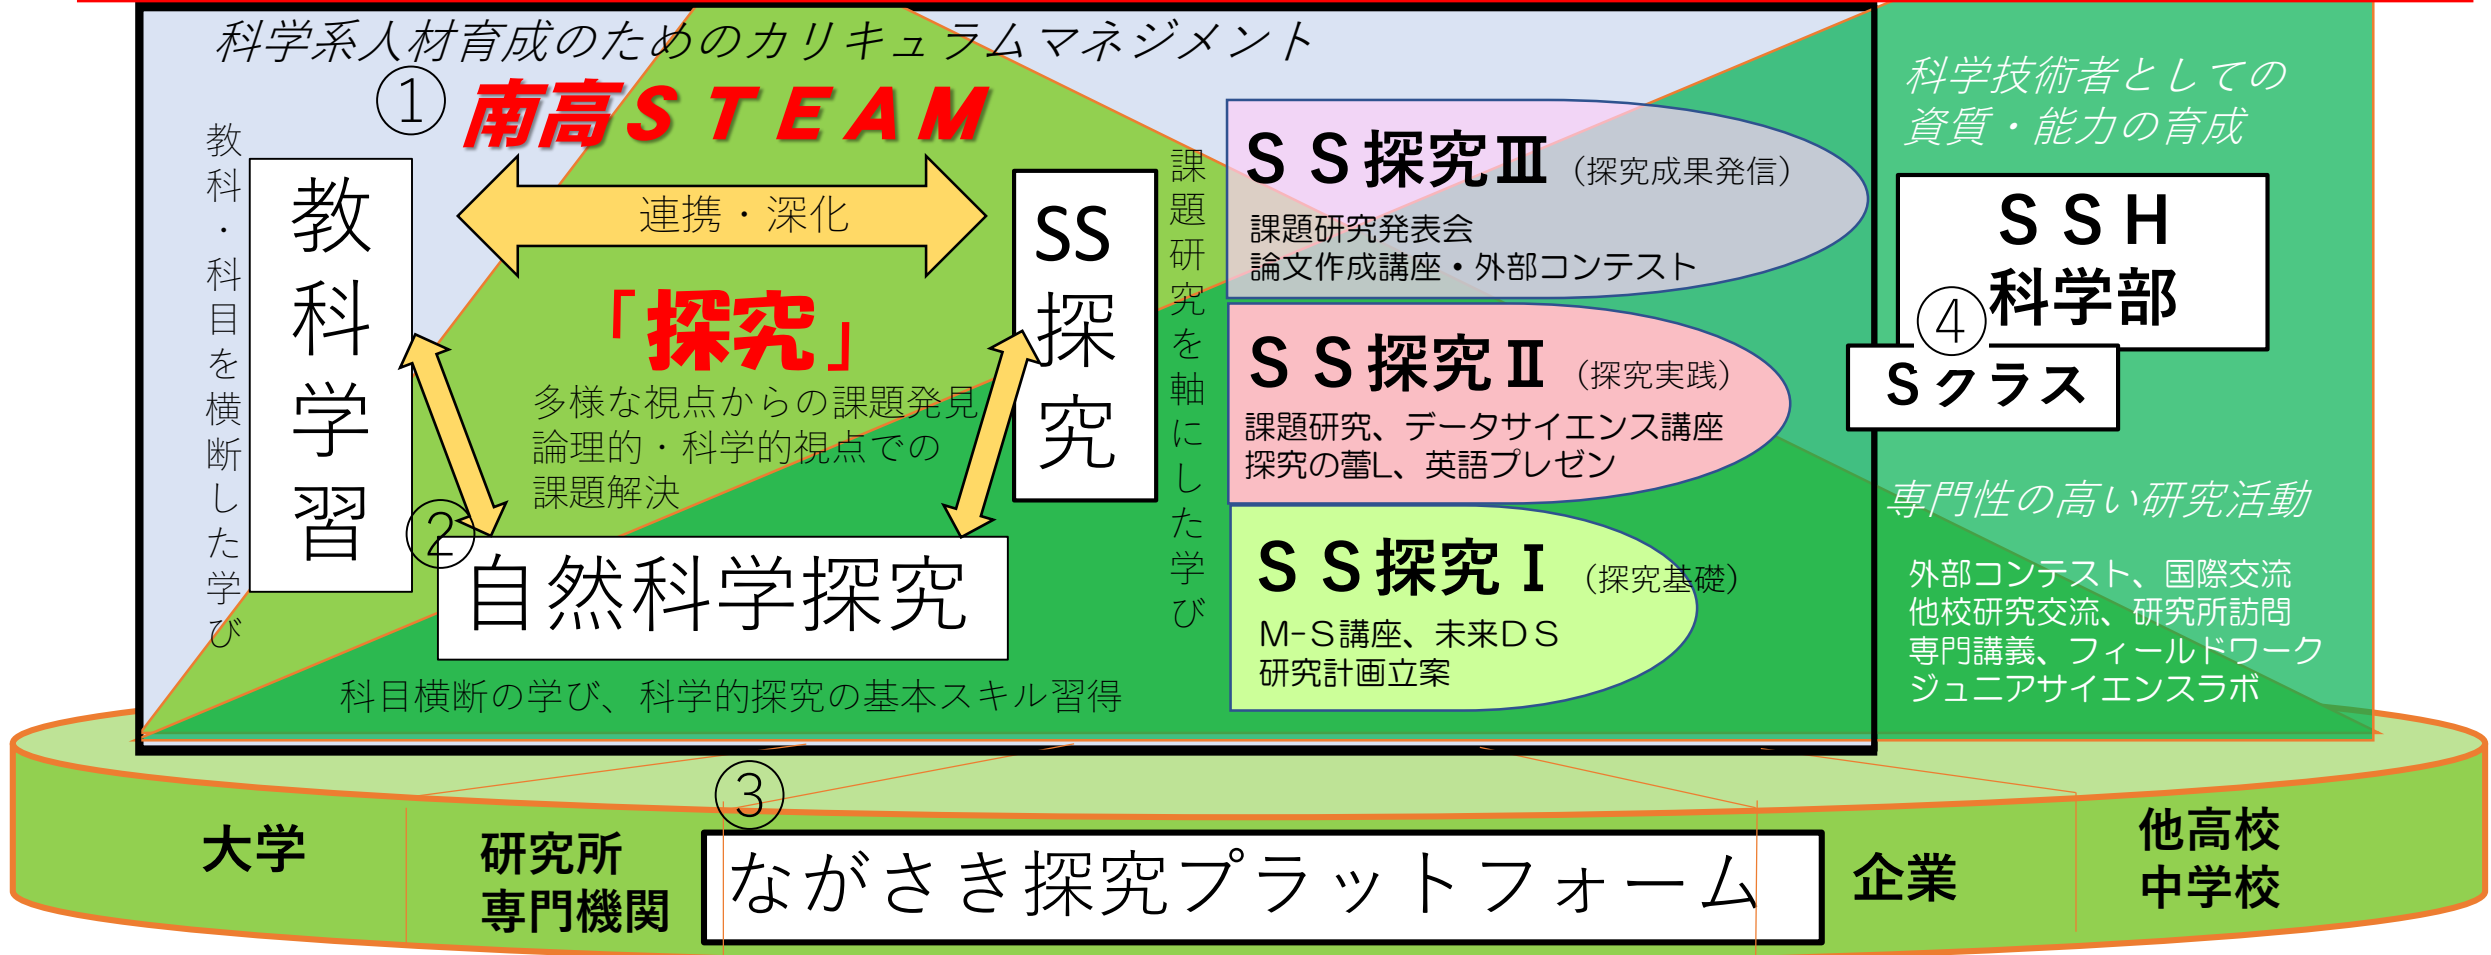 科学系人材育成のためのカリキュラムマネジメント
① 南高ＳＴＥＡＭ
教科・科目を横断した学び
教科学習
連携・深化
SS探究
課題研究を軸にした学び
「探究」
多様な視点からの課題発見
論理的・科学的視点での
課題解決
②
自然科学探究
科目横断の学び、科学的探究の基本スキル習得
ＳＳ探究Ⅲ（探究成果発信）
課題研究発表会
論文作成講座・外部コンテスト
ＳＳ探究Ⅱ（探究実践）
課題研究、データサイエンス講座
探究の蕾L、英語プレゼン
ＳＳ探究Ⅰ（探究基礎）
M-Ｓ講座、未来ＤＳ
研究計画立案
科学技術者としての
資質・能力の育成
ＳＳＨ
科学部
④
Ｓクラス
専門性の高い研究活動
外部コンテスト、国際交流
他校研究交流、研究所訪問
専門講義、フィールドワーク
ジュニアサイエンスラボ
③
大学
研究所
専門機関
ながさき探究プラットフォーム
企業
他高校
中学校